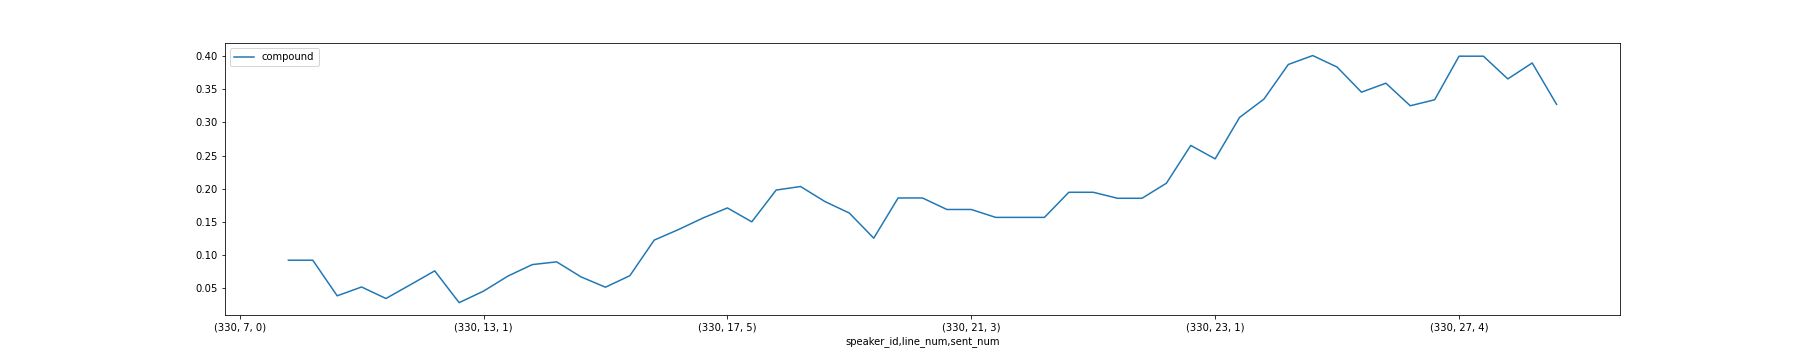 compound
0.40
0.35
0.30
0.25
0.20
0.15
0.10
0.05
(330, 7, 0) (330, 13, 1) (330, 17, 5) (330, 21, 3) (330, 23, 1) (330, 27, 4)
speaker_id,line_num,sent_num